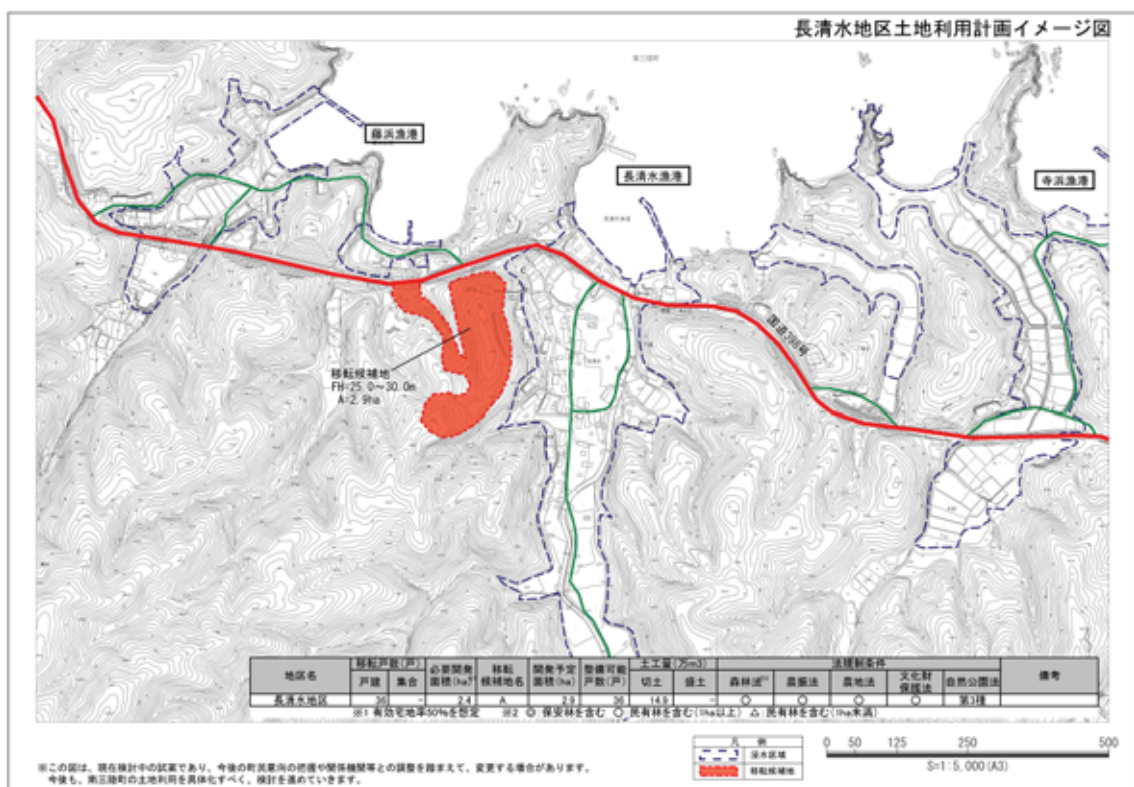 長清水地区土地利用計画イメージ図
南三陸町
藤浜漁港
長清水漁港
寺浜漁港
国道398号
移転候補地
FH=25.0～30.0m
A=2.9ha
地区名 移転戸数(戸) 必要開発面積(ha)※1 移転候補地名 開発予定面積(ha) 整備可能戸数(戸) 土工量(万m3) 法規制条件 備考
戸建 集合 切土 盛土 森林法※2 農振法 農地法 文化財保護法 自然公園法
長清水地区 36 - 2.4 A 2.9 36 14.9 - ○ ○ ○ ○ 第3種
※1 有効宅地率50%を想定 ※2 ◎:保安林を含む ○:民有林を含む(1ha以上) △:民有林を含む(1ha未満)
凡例
浸水区域
移転候補地
0 50 125 250 375 500
S=1:5,000(A3)
※この図は、現在検討中の試案であり、今後の町民意向の把握や関係機関等との調整を踏まえて、変更する場合があります。
今後も、南三陸町の土地利用を具体化すべく、検討を進めていきます。